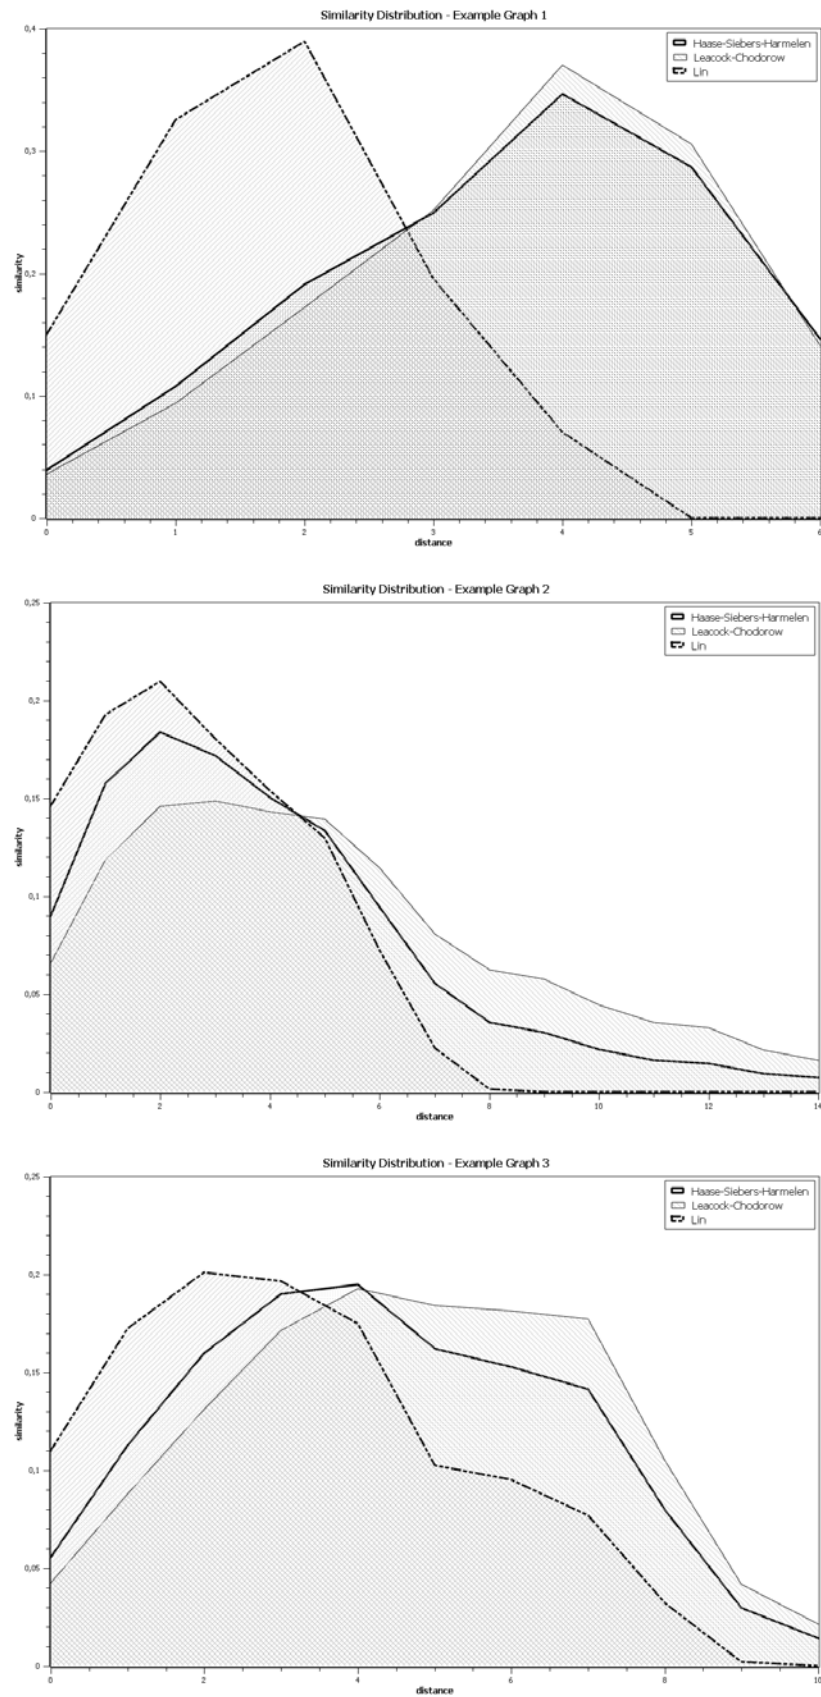 Similarity Distribution - Example Graph 1
0,4
0,3
0,2
0,1
0
similarity
Haase-Siebers-Harmelen
Leacock-Chodorow
Lin
0 1 2 3 4 5 6
distance
Similarity Distribution - Example Graph 2
0,25
0,2
0,15
0,1
0,05
0
similarity
Haase-Siebers-Harmelen
Leacock-Chodorow
Lin
0 2 4 6 8 10 12 14
distance
Similarity Distribution - Example Graph 3
0,25
0,2
0,15
0,1
0,05
0
similarity
Haase-Siebers-Harmelen
Leacock-Chodorow
Lin
0 2 4 6 8 10
distance